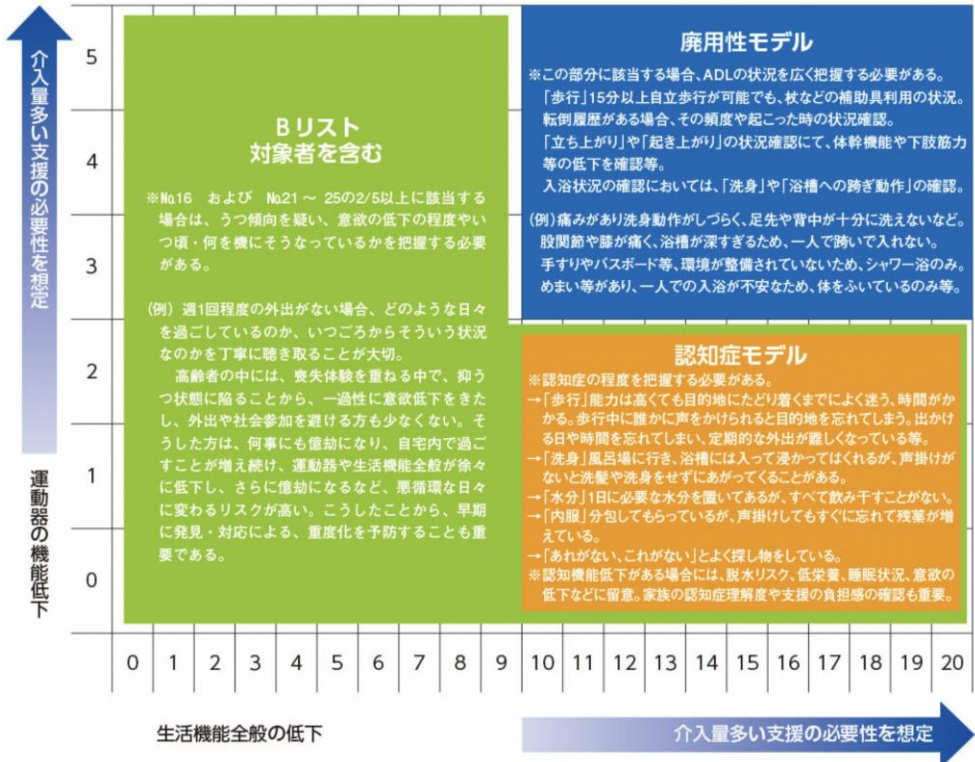 介入量多い支援の必要性を想定
運動器の機能低下
5
4
3
2
1
0
Bリスト
対象者を含む
※No.16 および No.21～25の2/5以上に該当する
場合は、うつ傾向を疑い、意欲の低下の程度やい
つ頃・何を機にそうなっているかを把握する必要
がある。
(例) 週1回程度の外出がない場合、どのような日々
を過ごしているのか、いつごろからそういう状況
なのかを丁寧に聴き取ることが大切。
高齢者の中には、喪失体験を重ねる中で、抑う
つ状態に陥ることから、一過性に意欲低下をきた
し、外出や社会参加を避ける方も少なくない。そ
うした方は、何事にも億劫になり、自宅内で過ご
すことが増え続け、運動器や生活機能全般が徐々
に低下し、さらに億劫になるなど、悪循環な日々
に変わるリスクが高い。こうしたことから、早期
に発見・対応による、重度化を予防することも重
要である。
廃用性モデル
※この部分に該当する場合、ADLの状況を広く把握する必要がある。
「歩行」15分以上自立歩行が可能でも、杖などの補助具利用の状況。
転倒履歴がある場合、その頻度や起こった時の状況確認。
「立ち上がり」や「起き上がり」の状況確認にて、体幹機能や下肢筋力
等の低下を確認等。
入浴状況の確認においては、「洗身」や「浴槽への跨ぎ動作」の確認。
(例)痛みがあり洗身動作がしづらく、足先や背中が十分に洗えないなど。
股関節や膝が痛く、浴槽が深すぎるため、一人で跨いで入れない。
手すりやバスボード等、環境が整備されていないため、シャワー浴のみ。
めまい等があり、一人での入浴が不安なため、体をふいているのみ等。
認知症モデル
※認知症の程度を把握する必要がある。
→「歩行」能力は高くても目的地にたどり着くまでによく迷う、時間がか
かる。歩行中に誰かに声をかけられると目的地を忘れてしまう。出かけ
る日や時間を忘れてしまい、定期的な外出が難しくなっている等。
→「洗身」風呂場に行き、浴槽には入って浸かってはくれるが、声掛けが
ないと洗髪や洗身をせずにあがってくることがある。
→「水分」1日に必要な水分を置いてあるが、すべて飲み干すことがない。
→「内服」分包してもらっているが、声掛けしてもすぐに忘れて残薬が増
えている。
→「あれがない、これがない」とよく探し物をしている。
※認知機能低下がある場合には、脱水リスク、低栄養、睡眠状況、意欲の
低下などに留意。家族の認知症理解度や支援の負担感の確認も重要。
0 1 2 3 4 5 6 7 8 9 10 11 12 13 14 15 16 17 18 19 20
生活機能全般の低下
介入量多い支援の必要性を想定